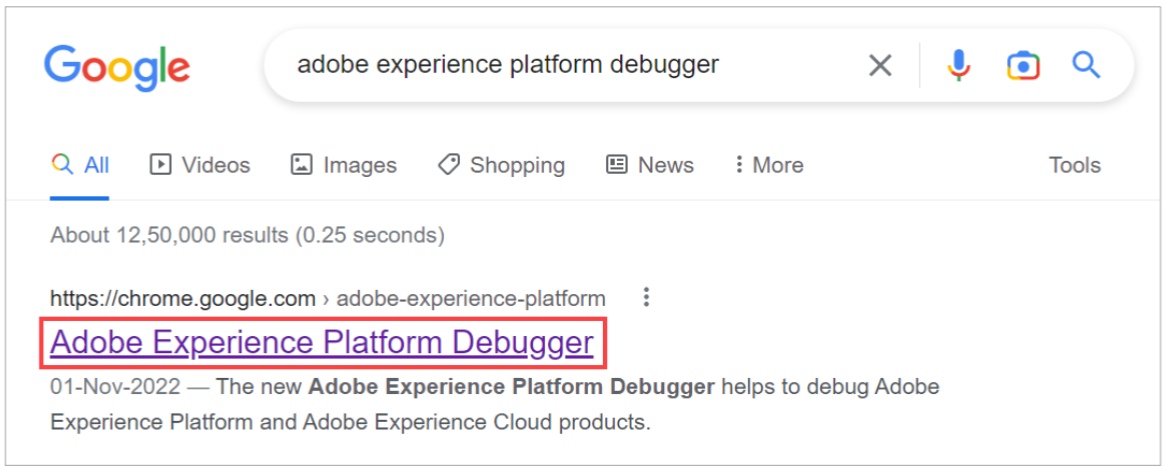 Google adobe experience platform debugger
All Videos Images Shopping News More Tools
About 12,50,000 results (0.25 seconds)
https://chrome.google.com › adobe-experience-platform
Adobe Experience Platform Debugger
01-Nov-2022 — The new Adobe Experience Platform Debugger helps to debug Adobe
Experience Platform and Adobe Experience Cloud products.